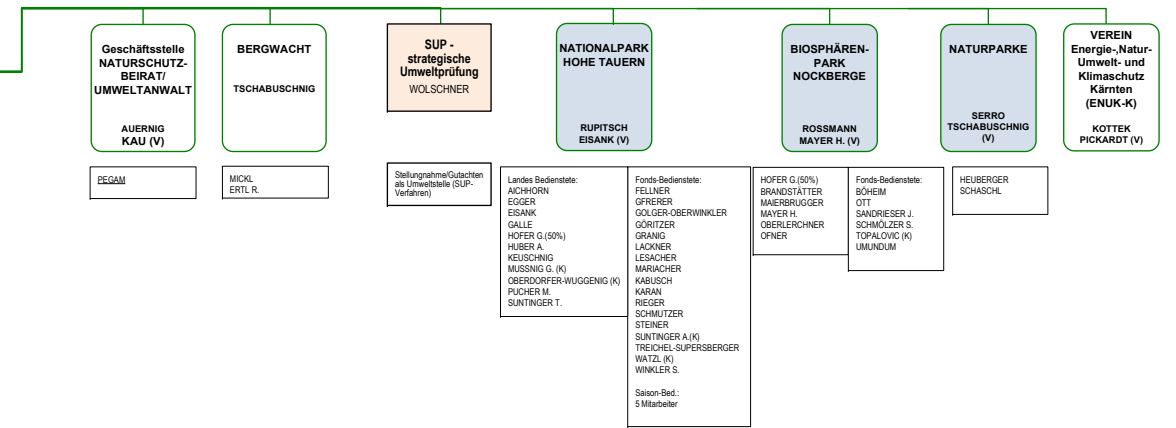 Geschäftsstelle
NATURSCHUTZ-
BEIRAT/
UMWELTANWALT
AUERNIG
KAU (V)
PEGAM
BERGWACHT
TSCHABUSCHNIG
MICKL
ERTL R.
SUP -
strategische
Umweltprüfung
WOLSCHNER
Stellungnahme/Gutachten
als Umweltstelle (SUP-
Verfahren)
NATIONALPARK
HOHE TAUERN
RUPITSCH
EISANK (V)
Landes Bedienstete:
AICHHORN
EGGER
EISANK
GALLE
HOFER G.(50%)
HUBER A.
KEUSCHNIG
MUSSNIG G. (K)
OBERDORFER-WUGGENIG (K)
PUCHER M.
SUNTINGER T.
Fonds-Bedienstete:
FELLNER
GFRERER
GOLGER-OBERWINKLER
GÖRITZER
GRANIG
LACKNER
LESACHER
MARIACHER
KABUSCH
KARAN
RIEGER
SCHMUTZER
STEINER
SUNTINGER A.(K)
TREICHEL-SUPERSBERGER
WATZL (K)
WINKLER S.
Saison-Bed.:
5 Mitarbeiter
BIOSPHÄREN-
PARK
NOCKBERGE
ROSSMANN
MAYER H. (V)
HOFER G.(50%)
BRANDSTÄTTER
MAIERBRUGGER
MAYER H.
OBERLERCHNER
OFNER
Fonds-Bedienstete:
BÖHEIM
OTT
SANDRIESER J.
SCHMÖLZER S.
TOPALOVIC (K)
UMUNDUM
NATURPARKE
SERRO
TSCHABUSCHNIG
(V)
HEUBERGER
SCHASCHL
VEREIN
Energie-,Natur-
Umwelt- und
Klimaschutz
Kärnten
(ENUK-K)
KOTTEK
PICKARDT (V)